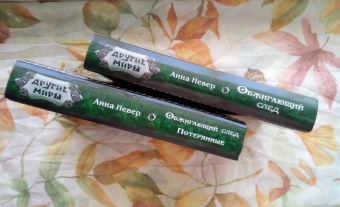 ДРУГИЕ
МИРЫ
Анна Невер
Обжигающий
след
ДРУГИЕ
МИРЫ
Анна Невер
Обжигающий след
Потерянные